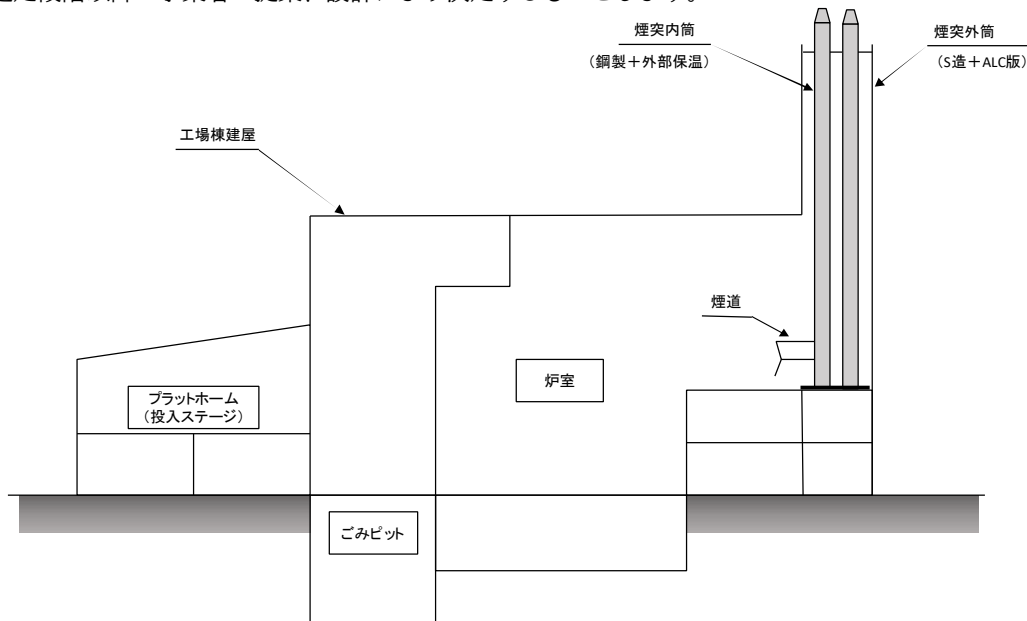 煙突内筒
(鋼製＋外部保温)
煙突外筒
(S造＋ALC版)
工場棟建屋
煙道
炉室
プラットホーム
(投入ステージ)
ごみピット